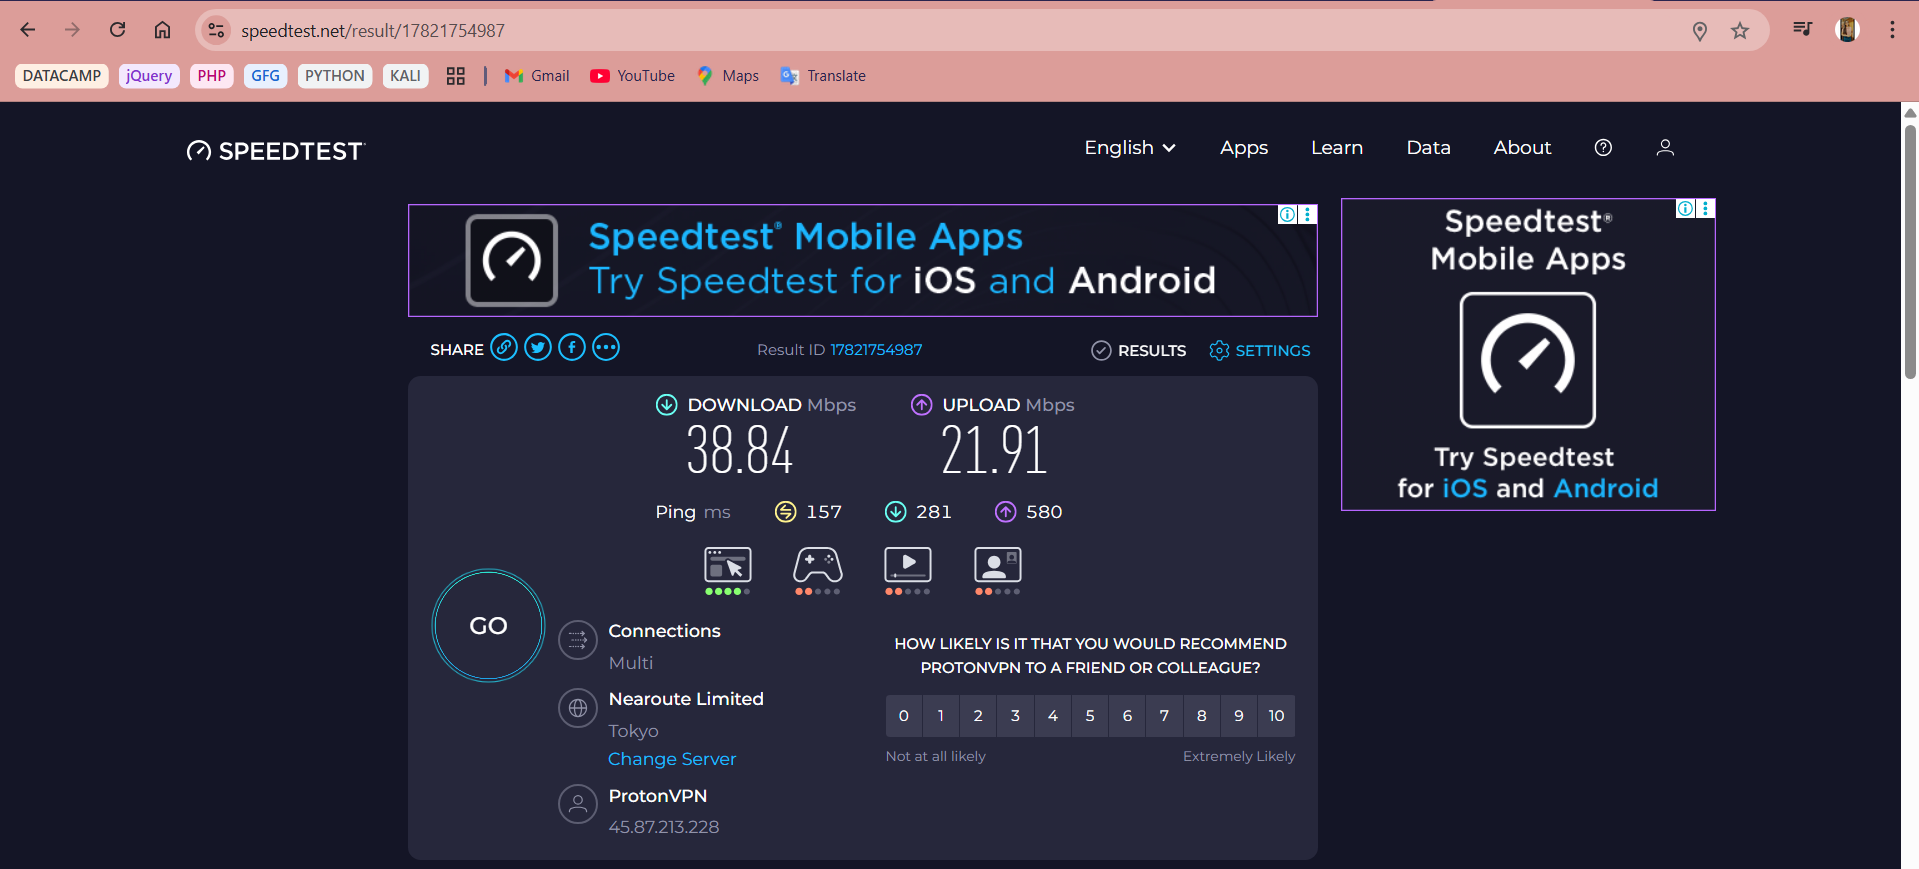 speedtest.net/result/17821754987
DATACAMP jQuery PHP GFG PYTHON KALI Gmail YouTube Maps Translate
SPEEDTEST
English Apps Learn Data About
Speedtest® Mobile Apps
Try Speedtest for iOS and Android
Speedtest®
Mobile Apps
Try Speedtest
for iOS and Android
SHARE Result ID 17821754987 RESULTS SETTINGS
DOWNLOAD Mbps
38.84
UPLOAD Mbps
21.91
Ping ms 157 281 580
GO
Connections
Multi
Nearoute Limited
Tokyo
Change Server
ProtonVPN
45.87.213.228
HOW LIKELY IS IT THAT YOU WOULD RECOMMEND
PROTONVPN TO A FRIEND OR COLLEAGUE?
0 1 2 3 4 5 6 7 8 9 10
Not at all likely Extremely Likely